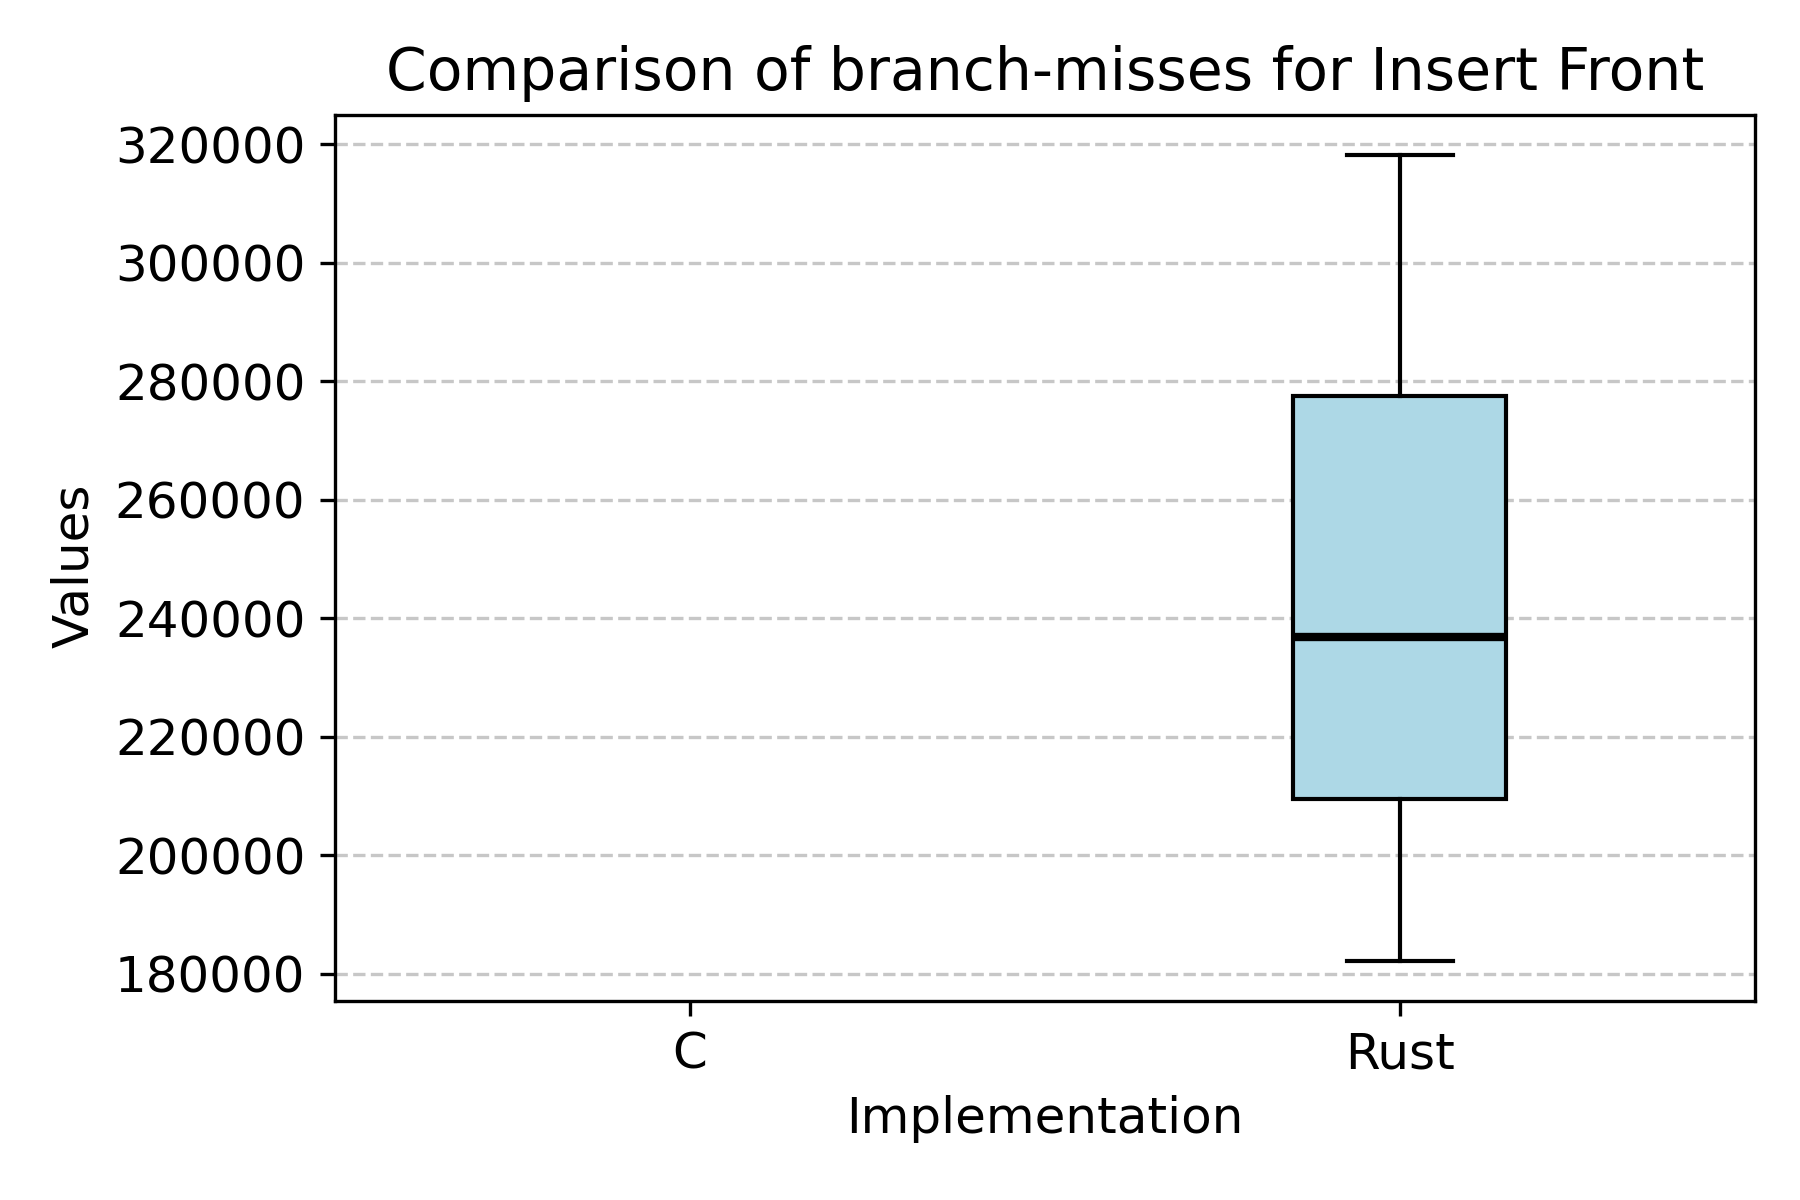 Comparison of branch-misses for Insert Front
320000
300000
280000
260000
240000
220000
200000
180000
Values
C
Rust
Implementation